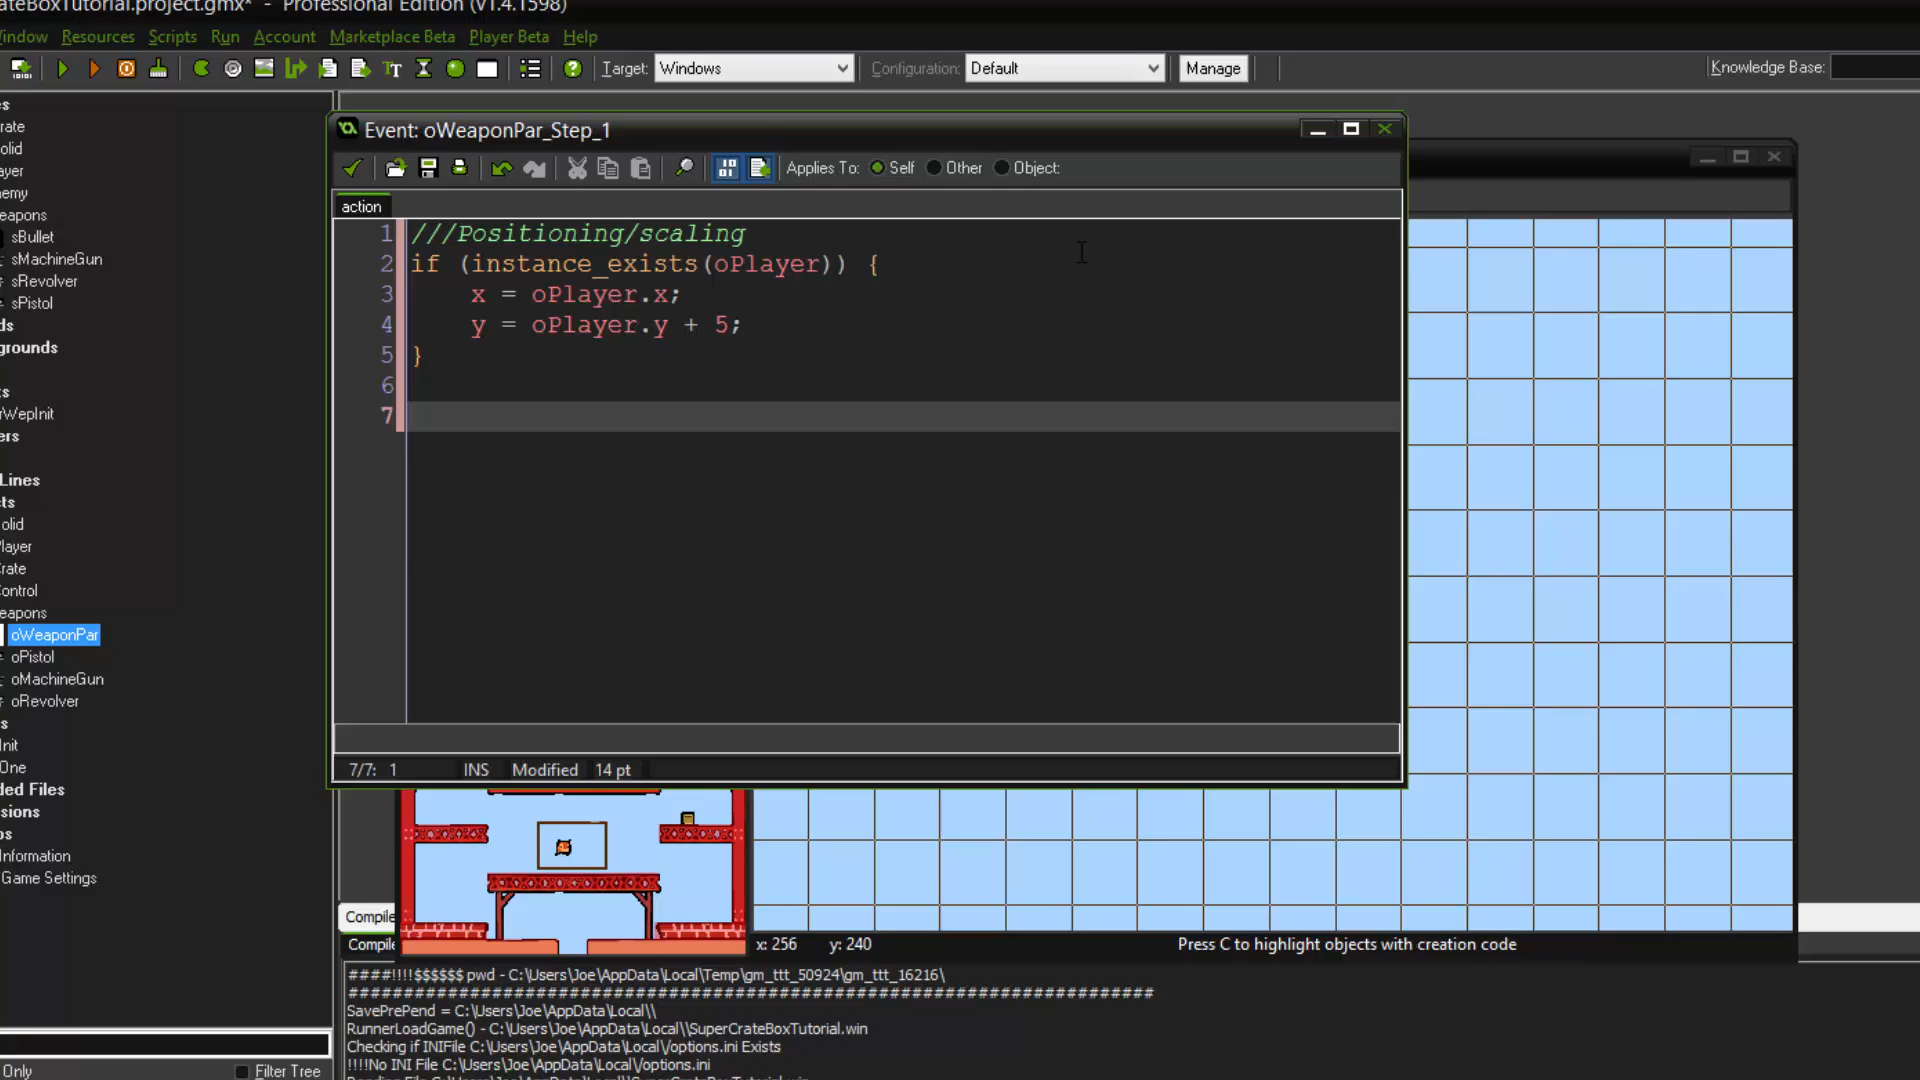 ateBoxTutorial.project.gmx* - Professional Edition (v1.4.1598)
indow Resources Scripts Run Account Marketplace Beta Player Beta Help
Target: Windows Configuration: Default Manage Knowledge Base:
es
rate
olid
ayer
emy
eapons
sBullet
sMachineGun
sRevolver
sPistol
ds
grounds
ts
rWepInit
ers
Lines
cts
olid
layer
rate
ontrol
eapons
oWeaponPar
oPistol
oMachineGun
oRevolver
s
Init
One
ded Files
sions
os
Information
Game Settings
Only Filter Tree
Event: oWeaponPar_Step_1
Applies To: Self Other Object:
action
1 ///Positioning/scaling
2 if (instance_exists(oPlayer)) {
3 x = oPlayer.x;
4 y = oPlayer.y + 5;
5 }
6
7
7/7: 1 INS Modified 14 pt
x: 256 y: 240 Press C to highlight objects with creation code
Compile
Compile
####!!!!$$$$$$ pwd - C:\Users\Joe\AppData\Local\Temp\gm_ttt_50924\gm_ttt_16216\
###########################################################################
SavePrePend = C:\Users\Joe\AppData\Local\\
RunnerLoadGame() - C:\Users\Joe\AppData\Local\\SuperCrateBoxTutorial.win
Checking if INIFile C:\Users\Joe\AppData\Local\/options.ini Exists
!!!!No INI File C:\Users\Joe\AppData\Local\/options.ini